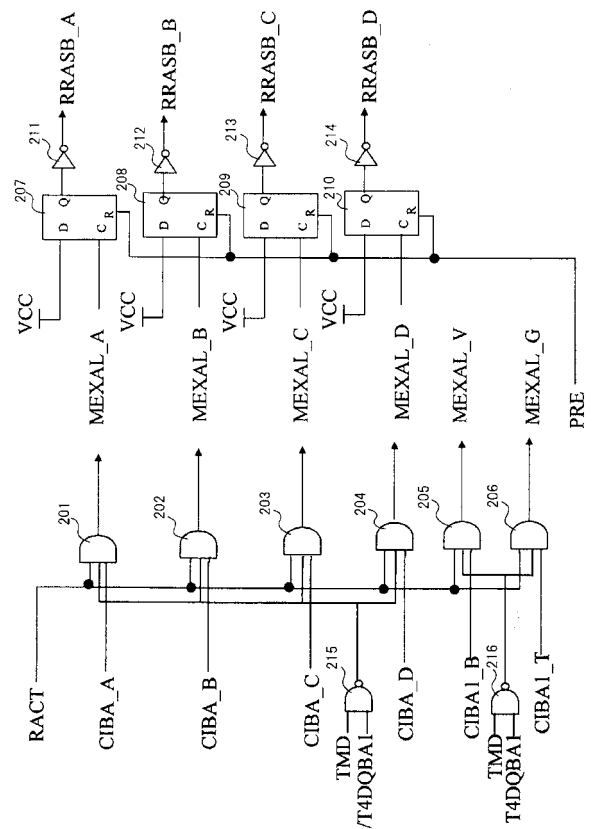 RACT
CIBA_A
201
MEXAL_A
VCC
207
D
Q
C
R
211
RRASB_A
CIBA_B
202
MEXAL_B
VCC
208
D
Q
C
R
212
RRASB_B
CIBA_C
203
MEXAL_C
VCC
209
D
Q
C
R
213
RRASB_C
TMD
/T4DQBA1
215
CIBA_D
204
MEXAL_D
VCC
210
D
Q
C
R
214
RRASB_D
CIBA1_B
205
MEXAL_V
TMD
T4DQBA1
216
CIBA1_T
206
MEXAL_G
PRE